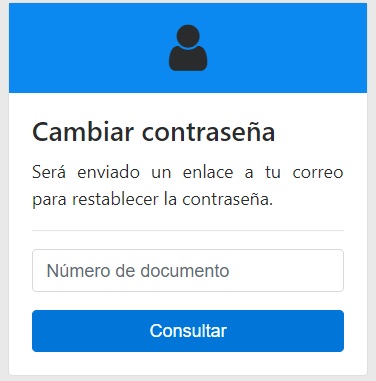 Cambiar contraseña
Será enviado un enlace a tu correo
para restablecer la contraseña.
Número de documento
Consultar